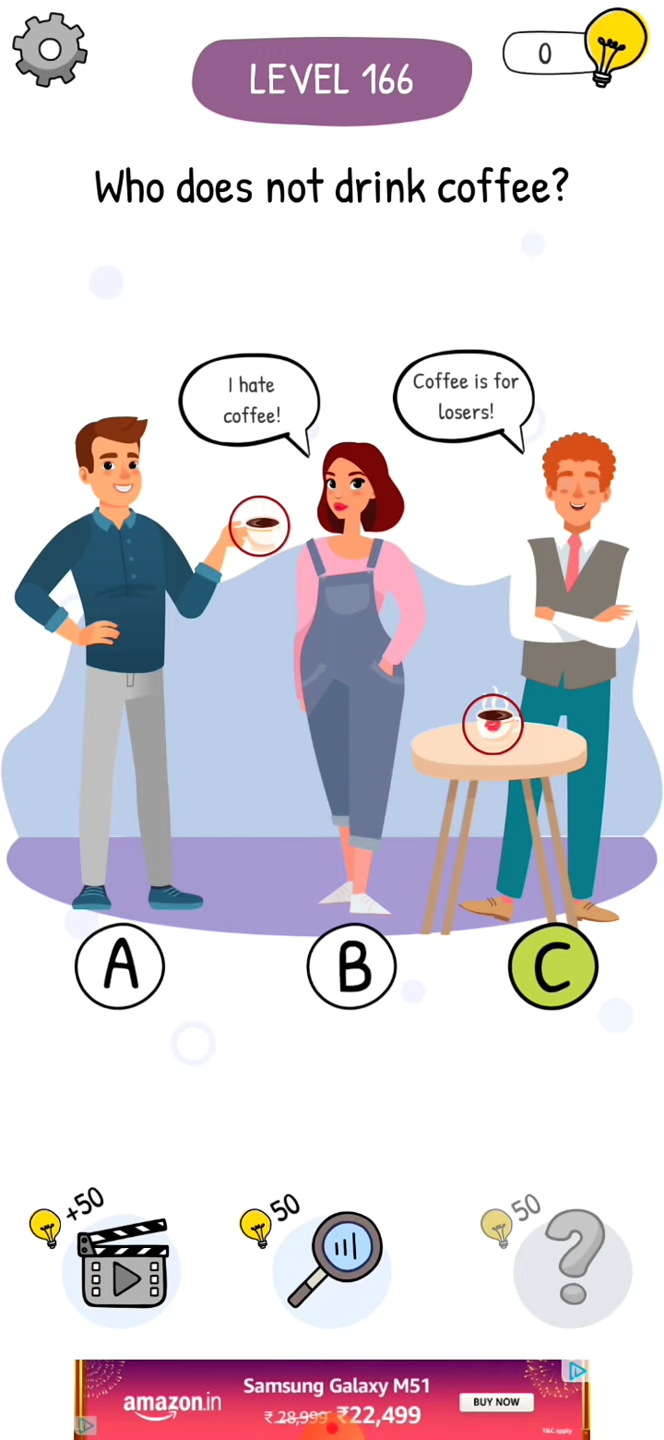 LEVEL 166
0
Who does not drink coffee?
I hate
coffee!
Coffee is for
losers!
A
B
C
+50
50
50
?
amazon.in
Samsung Galaxy M51
₹ 28,999 ₹22,499
BUY NOW
T&C apply